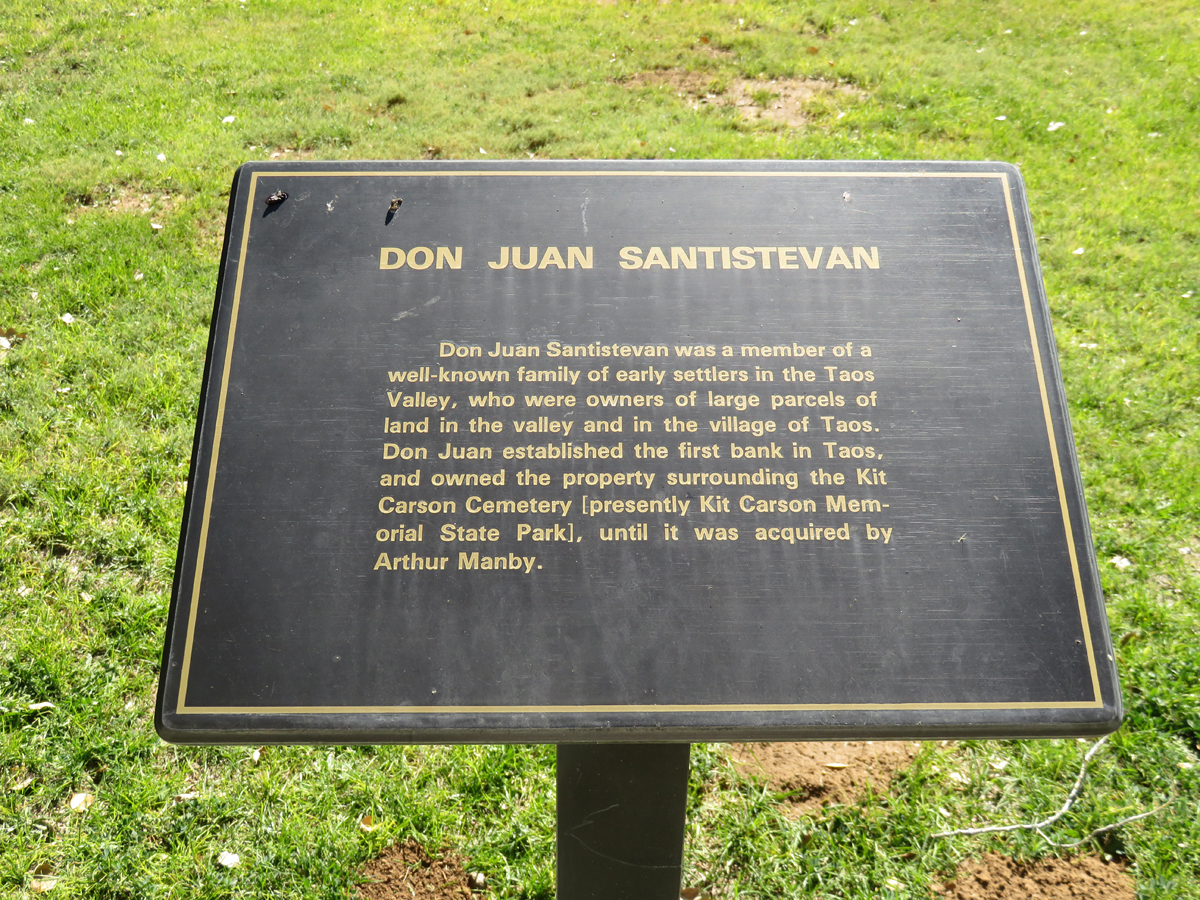 DON JUAN SANTISTEVAN
Don Juan Santistevan was a member of a
well-known family of early settlers in the Taos
Valley, who were owners of large parcels of
land in the valley and in the village of Taos.
Don Juan established the first bank in Taos,
and owned the property surrounding the Kit
Carson Cemetery [presently Kit Carson Mem-
orial State Park], until it was acquired by
Arthur Manby.